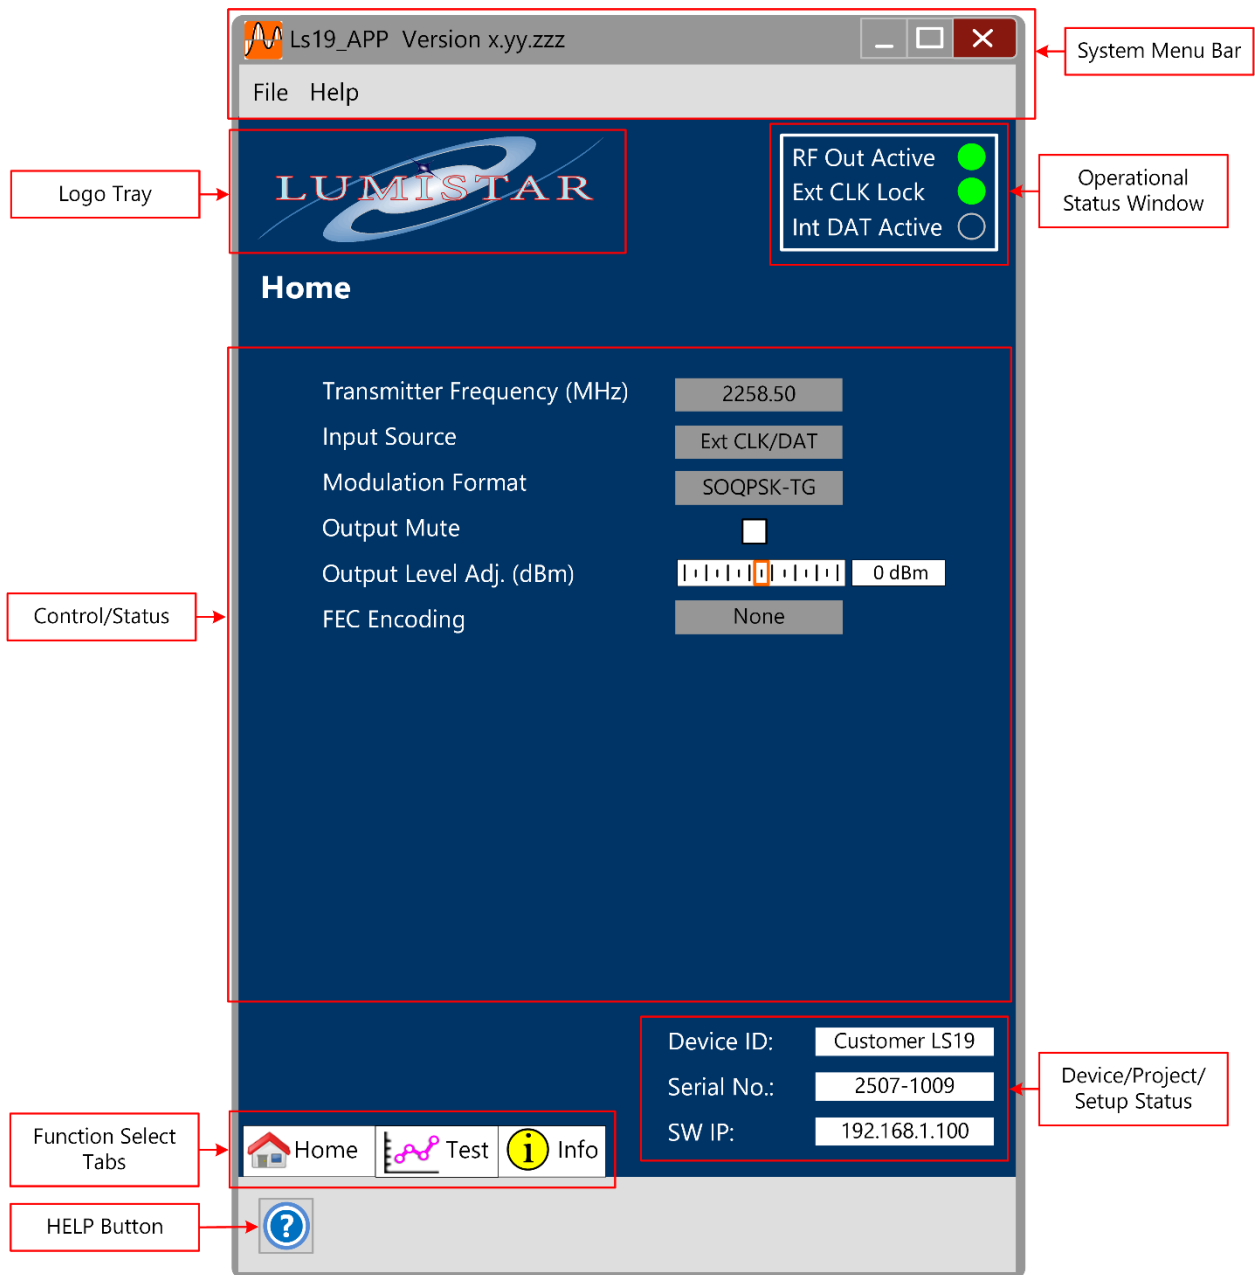 Ls19_APP Version x.yy.zzz
System Menu Bar
File Help
Logo Tray
LUMISTAR
RF Out Active
Ext CLK Lock
Int DAT Active
Operational
Status Window
Home
Control/Status
Transmitter Frequency (MHz) 2258.50
Input Source Ext CLK/DAT
Modulation Format SOQPSK-TG
Output Mute
Output Level Adj. (dBm) 0 dBm
FEC Encoding None
Device ID: Customer LS19
Serial No.: 2507-1009
SW IP: 192.168.1.100
Device/Project/
Setup Status
Function Select
Tabs
Home Test i Info
HELP Button
?